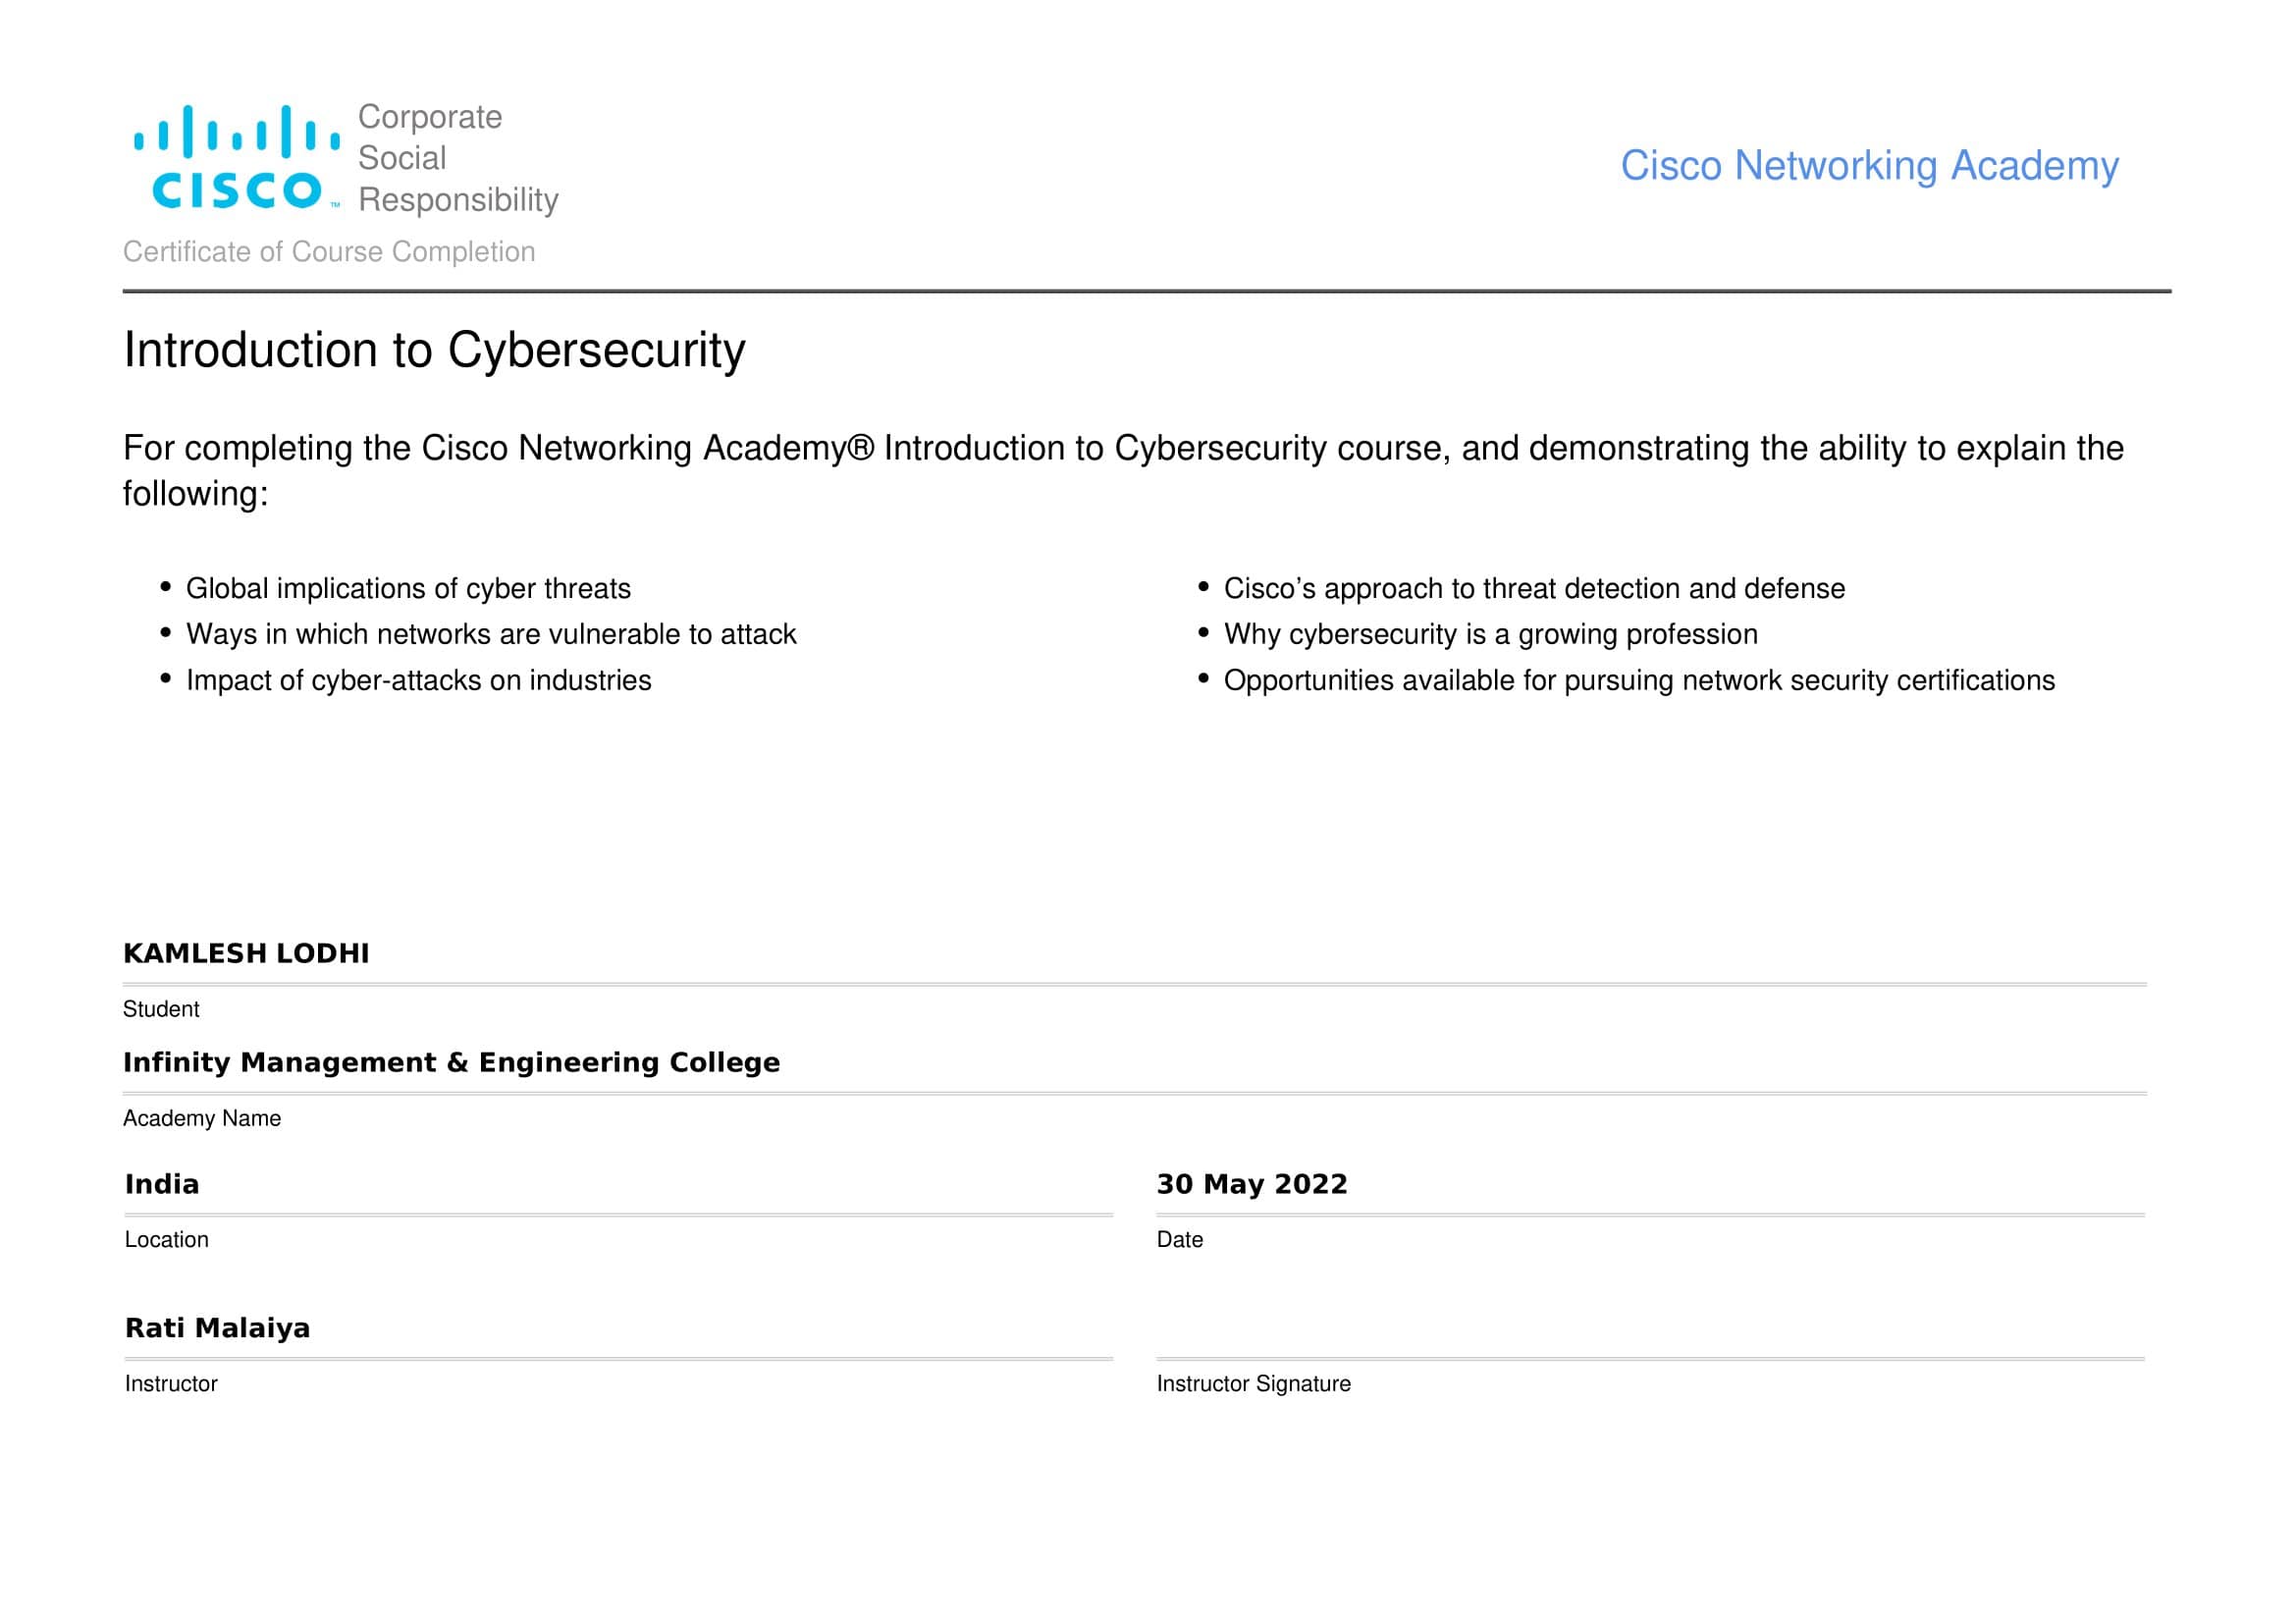 CISCO™
Corporate
Social
Responsibility
Cisco Networking Academy
Certificate of Course Completion
Introduction to Cybersecurity
For completing the Cisco Networking Academy® Introduction to Cybersecurity course, and demonstrating the ability to explain the
following:
• Global implications of cyber threats
• Ways in which networks are vulnerable to attack
• Impact of cyber-attacks on industries
• Cisco’s approach to threat detection and defense
• Why cybersecurity is a growing profession
• Opportunities available for pursuing network security certifications
KAMLESH LODHI
Student
Infinity Management & Engineering College
Academy Name
India
Location
30 May 2022
Date
Rati Malaiya
Instructor
Instructor Signature